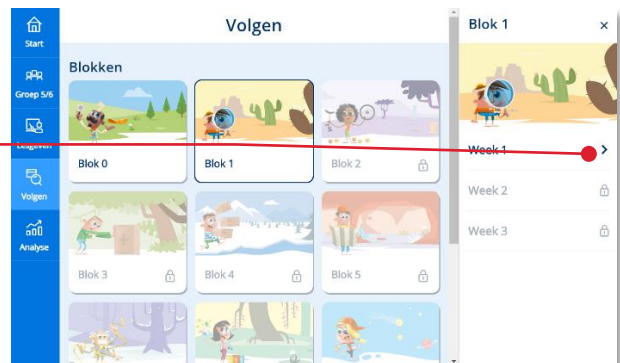 Start
Groep 5/6
Lesgeven
Volgen
Analyse
Volgen
Blokken
Blok 0
Blok 1
Blok 2
Blok 3
Blok 4
Blok 5
Blok 1
Week 1
Week 2
Week 3